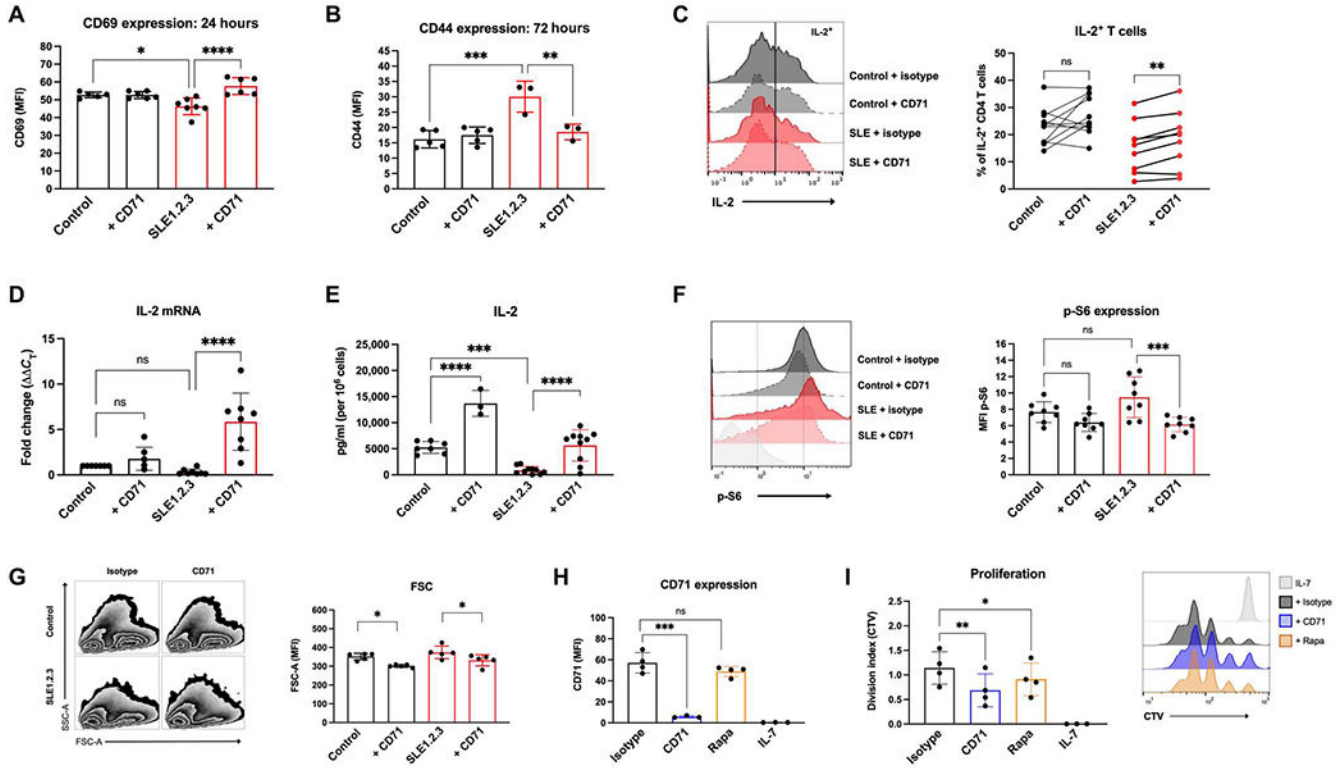 A
CD69 expression: 24 hours
CD69 (MFI)
80
70
60
50
40
30
20
10
0
*
****
Control
+ CD71
SLE1.2.3
+ CD71
B
CD44 expression: 72 hours
CD44 (MFI)
45
40
35
30
25
20
15
10
5
0
***
**
Control
+ CD71
SLE1.2.3
+ CD71
C
IL-2+
Control + isotype
Control + CD71
SLE + isotype
SLE + CD71
IL-2
IL-2+ T cells
% of IL-2+ CD4 T cells
50
40
30
20
10
0
ns
**
Control
+ CD71
SLE1.2.3
+ CD71
D
IL-2 mRNA
Fold change (ΔΔCT)
15
10
5
0
ns
ns
****
Control
+ CD71
SLE1.2.3
+ CD71
E
IL-2
pg/ml (per 10⁶ cells)
25,000
20,000
15,000
10,000
5000
0
****
***
****
Control
+ CD71
SLE1.2.3
+ CD71
F
Control + isotype
Control + CD71
SLE + isotype
SLE + CD71
p-S6
p-S6 expression
MFI p-S6
16
14
12
10
8
6
4
2
0
ns
ns
***
Control
+ CD71
SLE1.2.3
+ CD71
G
Isotype
CD71
Control
SLE1.2.3
SSC-A
FSC-A
FSC
FSC-A (MFI)
600
500
400
300
200
100
0
*
*
Control
+ CD71
SLE1.2.3
+ CD71
H
CD71 expression
CD71 (MFI)
100
80
60
40
20
0
ns
***
Isotype
CD71
Rapa
IL-7
I
Proliferation
Division index (CTV)
2.5
2.0
1.5
1.0
0.5
0.0
*
**
Isotype
CD71
Rapa
IL-7
IL-7
+ Isotype
+ CD71
+ Rapa
CTV